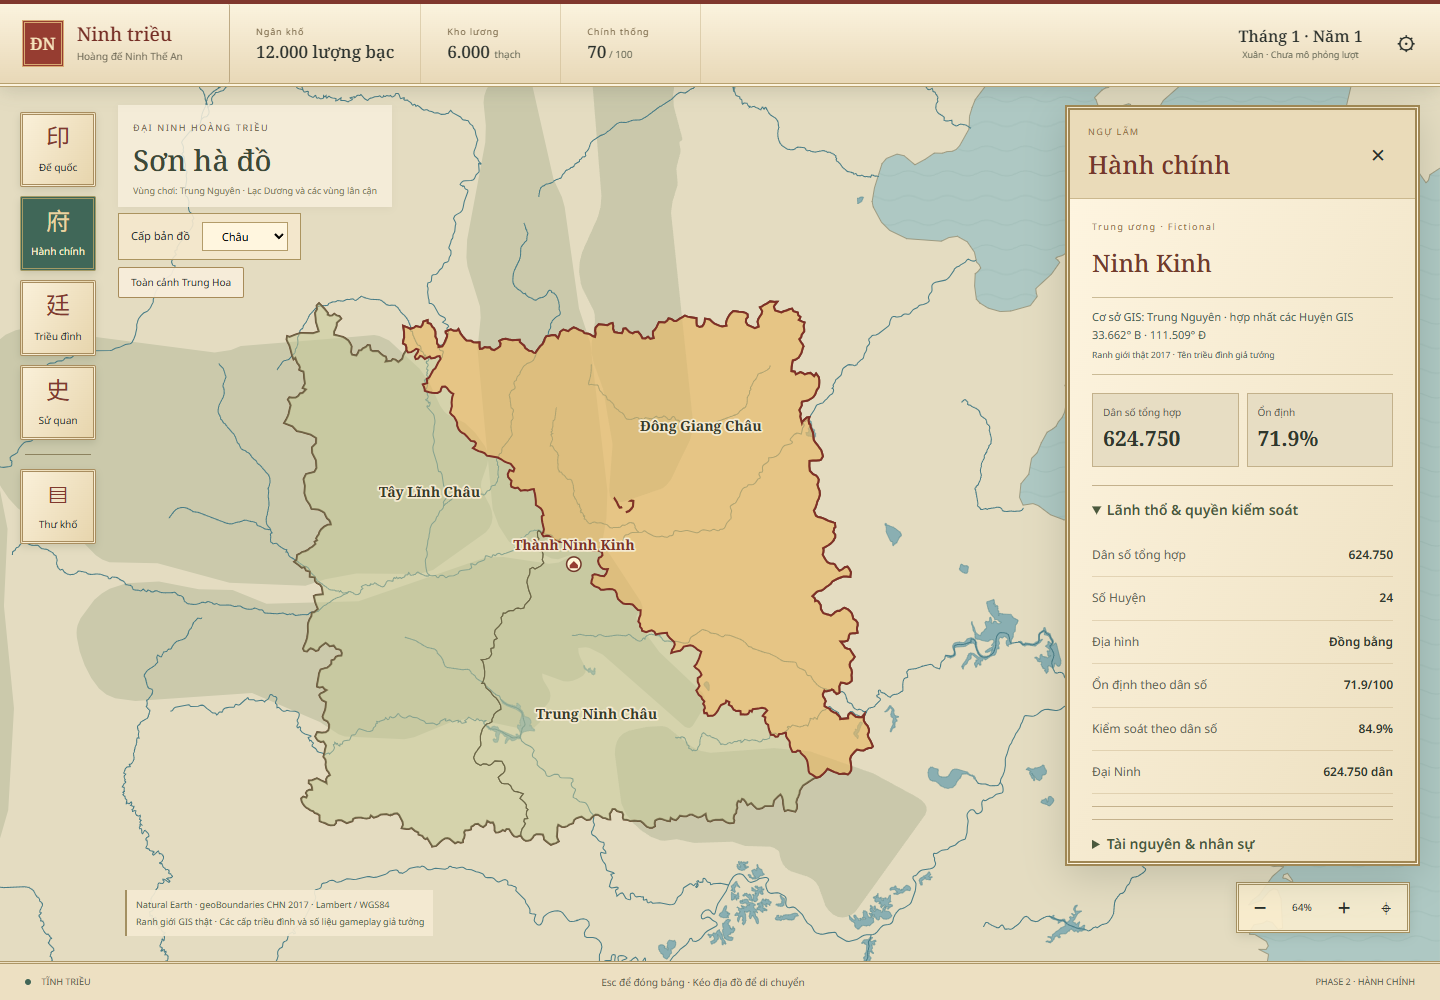 ĐN
Ninh triều
Hoàng đế Ninh Thế An
Ngân khố
12.000 lượng bạc
Kho lương
6.000 thạch
Chính thống
70 / 100
Tháng 1 · Năm 1
Xuân · Chưa mô phỏng lượt
印
Đế quốc
府
Hành chính
廷
Triều đình
史
Sử quan
▤
Thư khố
ĐẠI NINH HOÀNG TRIỀU
Sơn hà đồ
Vùng chơi: Trung Nguyên · Lạc Dương và các vùng lân cận
Cấp bản đồ
Châu
Toàn cảnh Trung Hoa
Đông Giang Châu
Tây Lĩnh Châu
Thành Ninh Kinh
Trung Ninh Châu
NGỰ LÃM
Hành chính
×
Trung ương · Fictional
Ninh Kinh
Cơ sở GIS: Trung Nguyên · hợp nhất các Huyện GIS
33.662° B · 111.509° Đ
Ranh giới thật 2017 · Tên triều đình giả tưởng
Dân số tổng hợp
624.750
Ổn định
71.9%
▼ Lãnh thổ & quyền kiểm soát
Dân số tổng hợp 624.750
Số Huyện 24
Địa hình Đồng bằng
Ổn định theo dân số 71.9/100
Kiểm soát theo dân số 84.9%
Đại Ninh 624.750 dân
▶ Tài nguyên & nhân sự
Natural Earth · geoBoundaries CHN 2017 · Lambert / WGS84
Ranh giới GIS thật · Các cấp triều đình và số liệu gameplay giả tưởng
− 64% +
TĨNH TRIỀU
Esc để đóng bảng · Kéo địa đồ để di chuyển
PHASE 2 · HÀNH CHÍNH